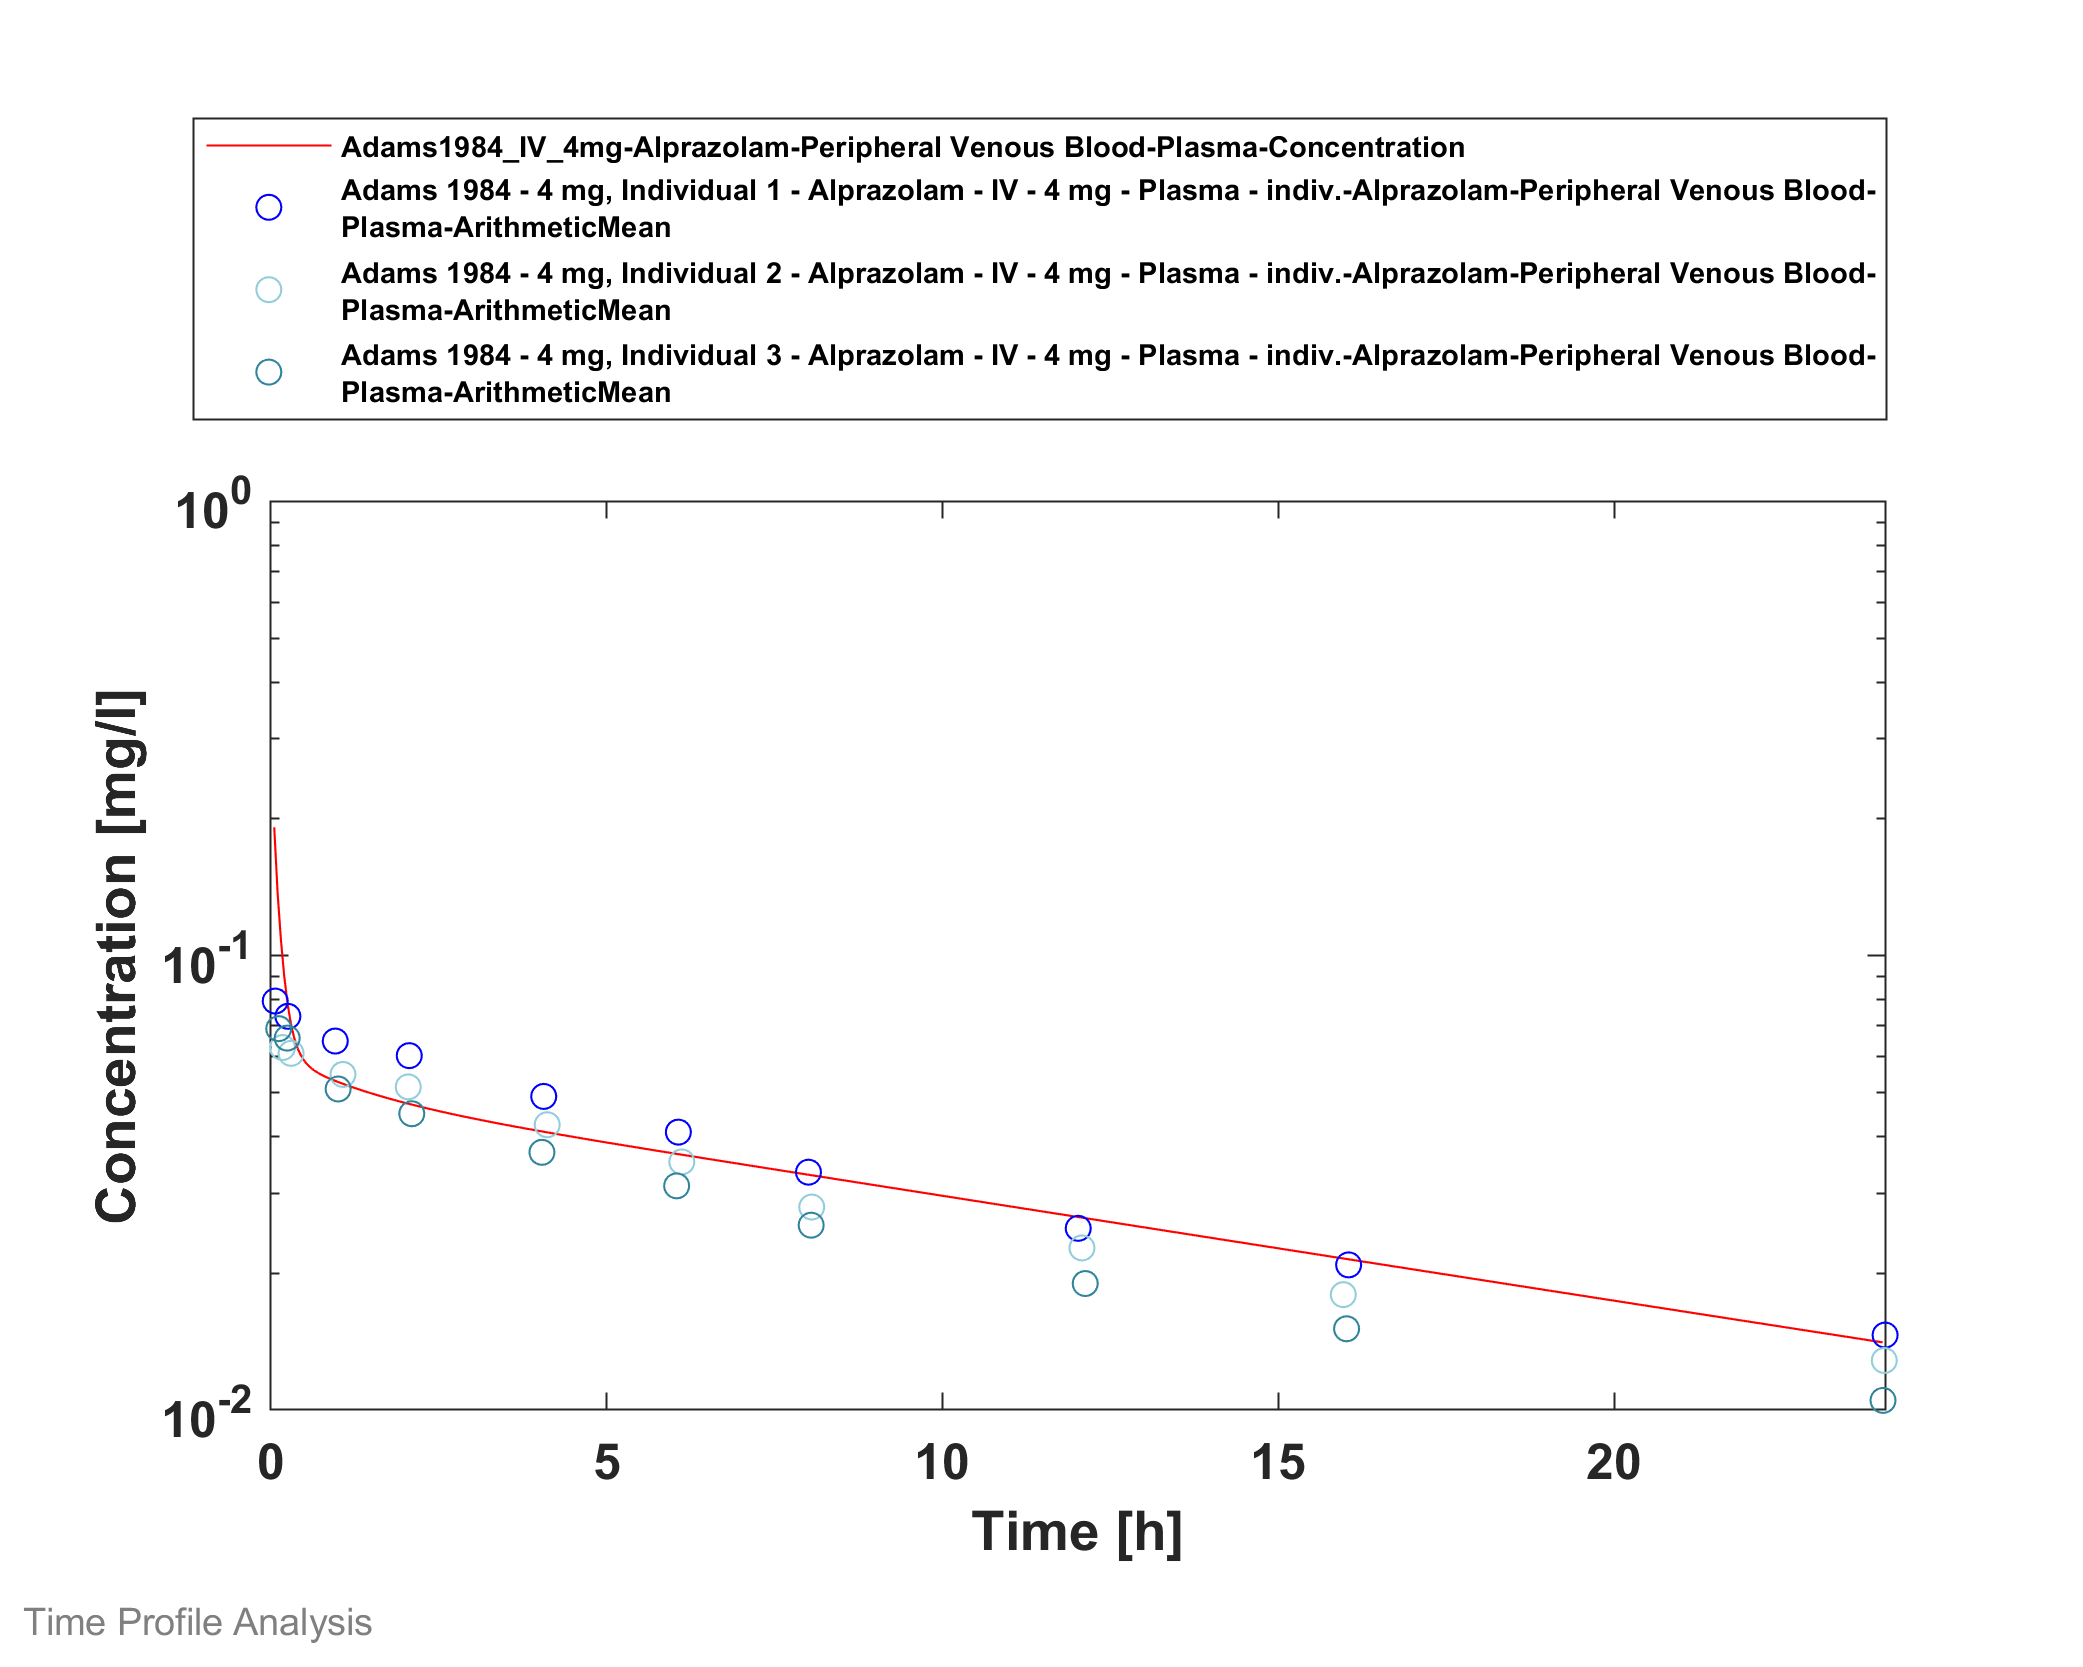 Adams1984_IV_4mg-Alprazolam-Peripheral Venous Blood-Plasma-Concentration
Adams 1984 - 4 mg, Individual 1 - Alprazolam - IV - 4 mg - Plasma - indiv.-Alprazolam-Peripheral Venous Blood-
Plasma-ArithmeticMean
Adams 1984 - 4 mg, Individual 2 - Alprazolam - IV - 4 mg - Plasma - indiv.-Alprazolam-Peripheral Venous Blood-
Plasma-ArithmeticMean
Adams 1984 - 4 mg, Individual 3 - Alprazolam - IV - 4 mg - Plasma - indiv.-Alprazolam-Peripheral Venous Blood-
Plasma-ArithmeticMean
10^0
10^-1
10^-2
Concentration [mg/l]
0 5 10 15 20
Time [h]
Time Profile Analysis